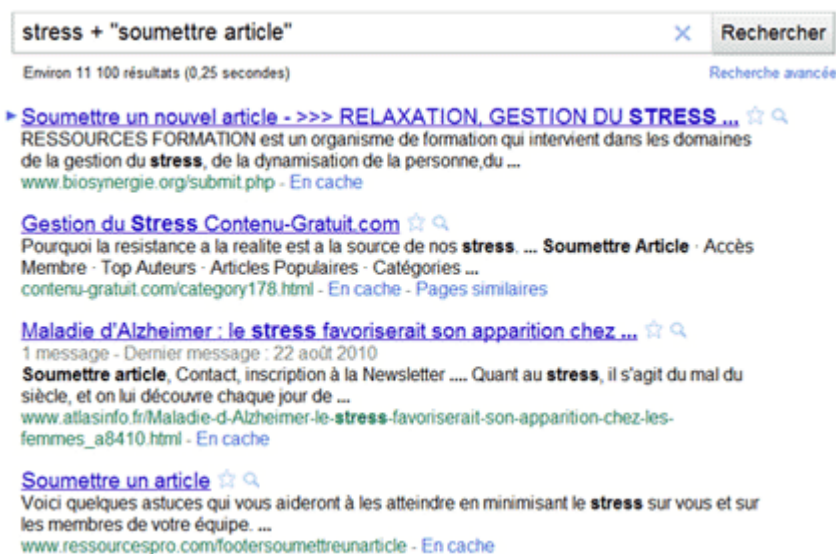 stress + "soumettre article"
Rechercher
Environ 11 100 résultats (0,25 secondes)
Recherche avancée
Soumettre un nouvel article - >>> RELAXATION, GESTION DU STRESS ...
RESSOURCES FORMATION est un organisme de formation qui intervient dans les domaines
de la gestion du stress, de la dynamisation de la personne,du ...
www.biosynergie.org/submit.php - En cache
Gestion du Stress Contenu-Gratuit.com
Pourquoi la resistance a la realite est a la source de nos stress. ... Soumettre Article · Accès
Membre · Top Auteurs · Articles Populaires · Catégories ...
contenu-gratuit.com/category178.html - En cache - Pages similaires
Maladie d'Alzheimer : le stress favoriserait son apparition chez ...
1 message - Dernier message : 22 août 2010
Soumettre article, Contact, inscription à la Newsletter .... Quant au stress, il s'agit du mal du
siècle, et on lui découvre chaque jour de ...
www.atlasinfo.fr/Maladie-d-Alzheimer-le-stress-favoriserait-son-apparition-chez-les-
femmes_a8410.html - En cache
Soumettre un article
Voici quelques astuces qui vous aideront à les atteindre en minimisant le stress sur vous et sur
les membres de votre équipe. ...
www.ressourcespro.com/footersoumettreunarticle - En cache